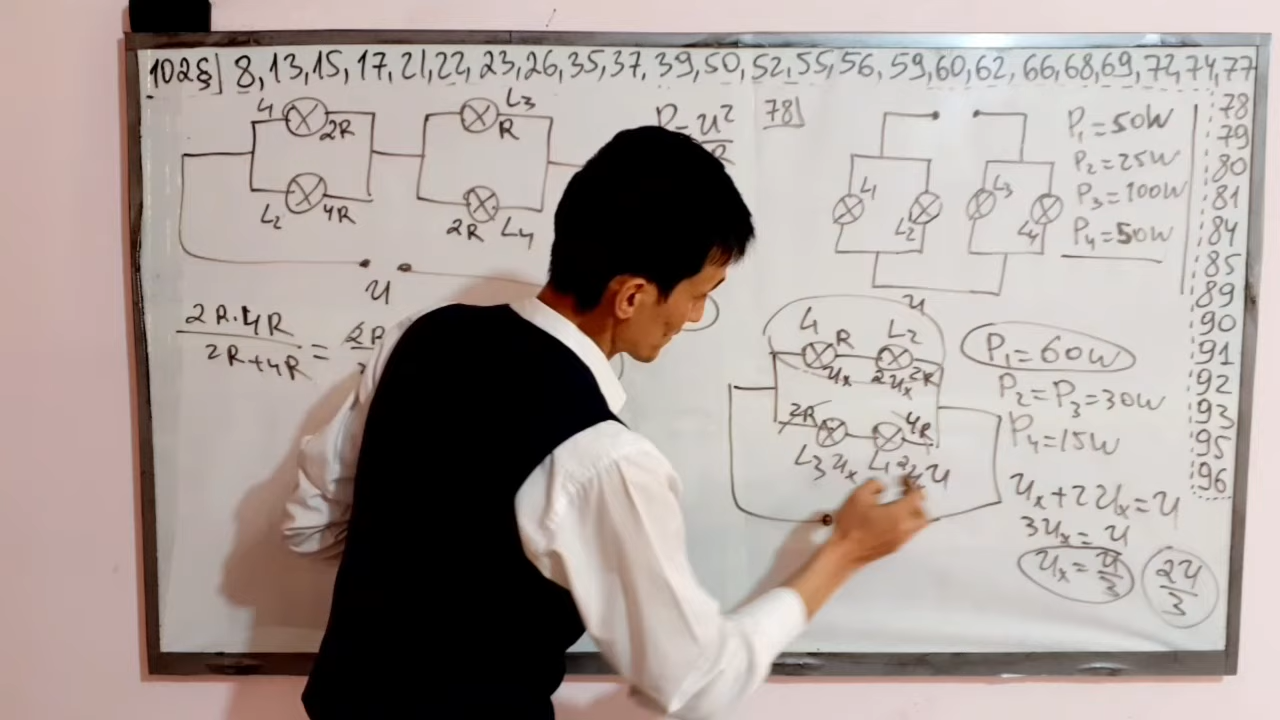 102§] 8, 13, 15, 17, 21, 22, 23, 26, 35, 37, 39, 50, 52, 55, 56, 59, 60, 62, 66, 68, 69, 72, 74, 77
78
79
80
81
84
85
89
90
91
92
93
95
96
2R
L2 4R
L3
R
2R L4
U
2R·4R
2R+4R
=
P=U²
R
78)
L1
L2
L3
L4
P1=50W
P2=25W
P3=100W
P4=50W
U
R
L2
Ux
2Ux 2R
2R
4R
L3 Ux
P1=60W
P2=P3=30W
P4=15W
Ux+2Ux=U
3Ux=U
Ux=U/3
2U/3